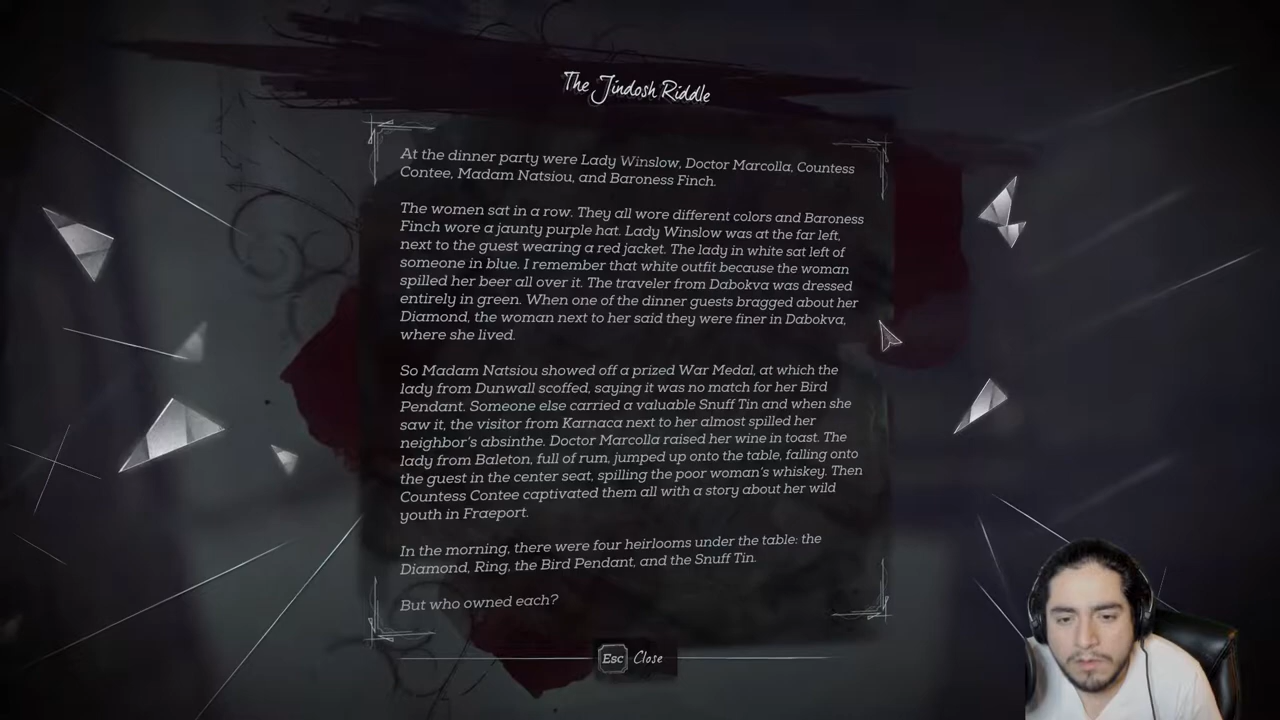 The Jindosh Riddle
At the dinner party were Lady Winslow, Doctor Marcolla, Countess
Contee, Madam Natsiou, and Baroness Finch.
The women sat in a row. They all wore different colors and Baroness
Finch wore a jaunty purple hat. Lady Winslow was at the far left,
next to the guest wearing a red jacket. The lady in white sat left of
someone in blue. I remember that white outfit because the woman
spilled her beer all over it. The traveler from Dabokva was dressed
entirely in green. When one of the dinner guests bragged about her
Diamond, the woman next to her said they were finer in Dabokva,
where she lived.
So Madam Natsiou showed off a prized War Medal, at which the
lady from Dunwall scoffed, saying it was no match for her Bird
Pendant. Someone else carried a valuable Snuff Tin and when she
saw it, the visitor from Karnaca next to her almost spilled her
neighbor's absinthe. Doctor Marcolla raised her wine in toast. The
lady from Baleton, full of rum, jumped up onto the table, falling onto
the guest in the center seat, spilling the poor woman's whiskey. Then
Countess Contee captivated them all with a story about her wild
youth in Fraeport.
In the morning, there were four heirlooms under the table: the
Diamond, Ring, the Bird Pendant, and the Snuff Tin.
But who owned each?
Esc Close